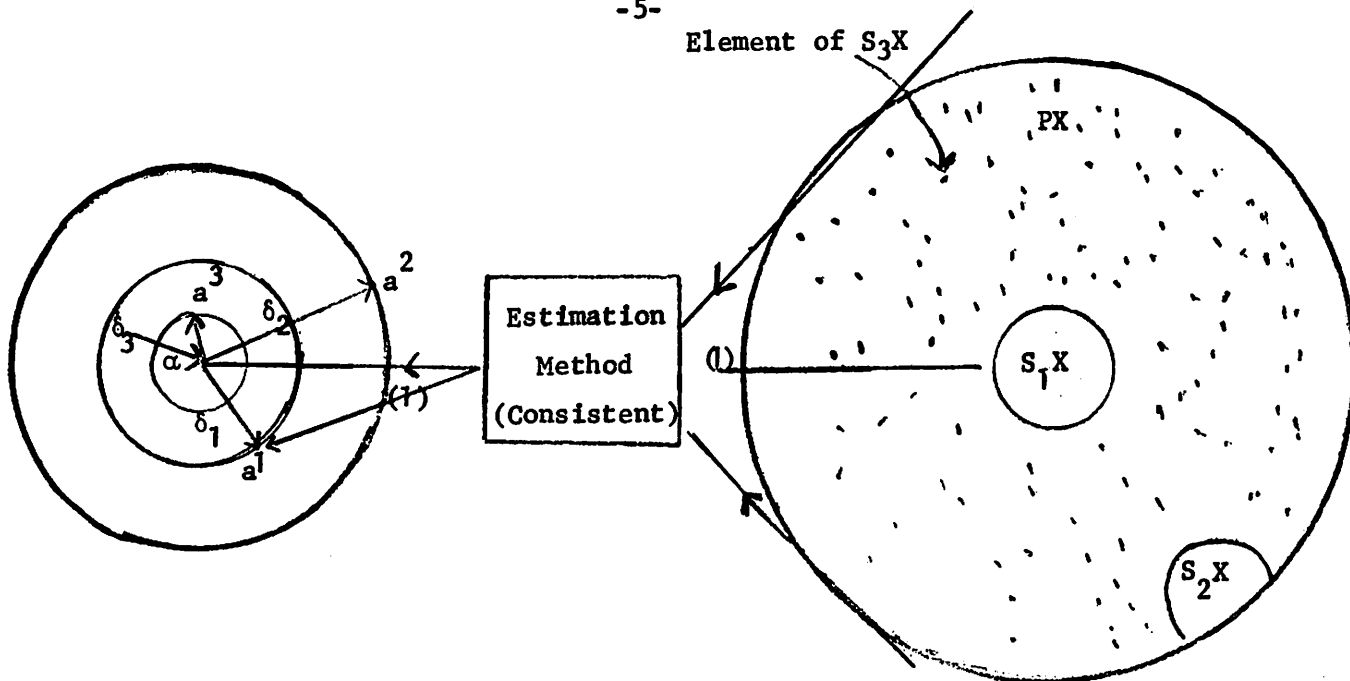 -5-
Element of S₃X
PX
a³
a²
δ₃
δ₂
α
δ₁
a¹
(1)
Estimation
Method
(Consistent)
(1)
S₁X
S₂X